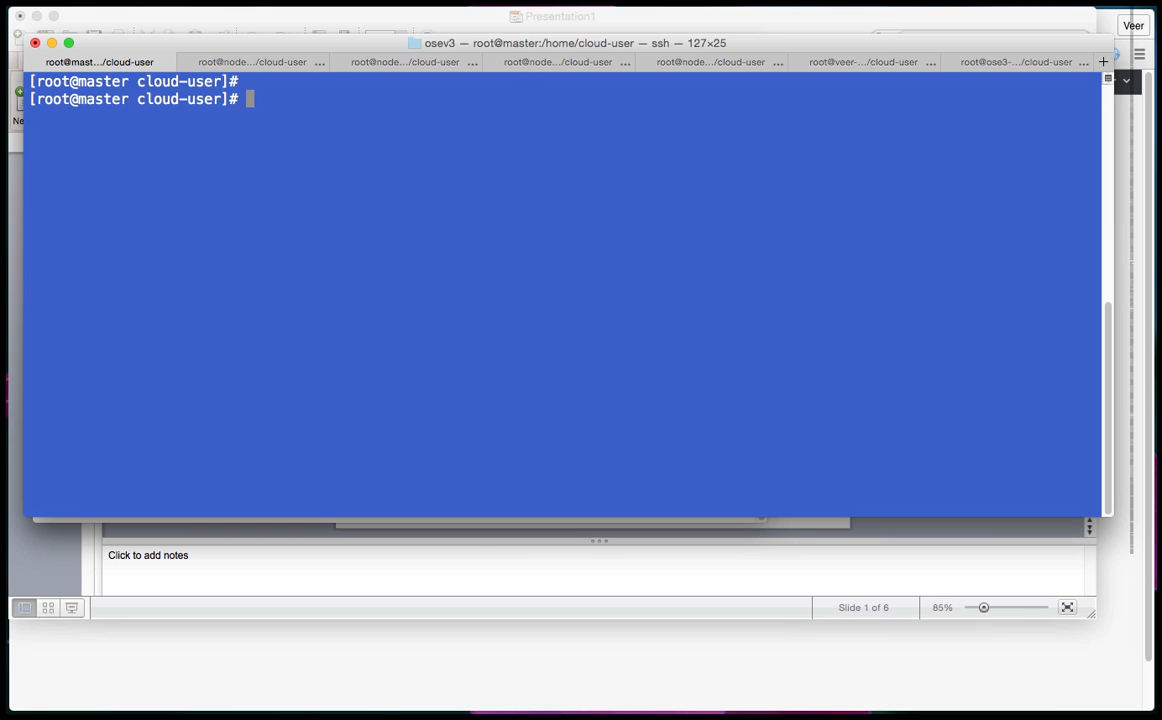 Presentation1
Veer
osev3 — root@master:/home/cloud-user — ssh — 127×25
root@mast.../cloud-user
root@node...cloud-user ...
root@node...cloud-user ...
root@node.../cloud-user ...
root@node.../cloud-user ...
root@veer-.../cloud-user ...
root@ose3-.../cloud-user ...
+
[root@master cloud-user]#
[root@master cloud-user]#
Ne
Click to add notes
Slide 1 of 6
85%